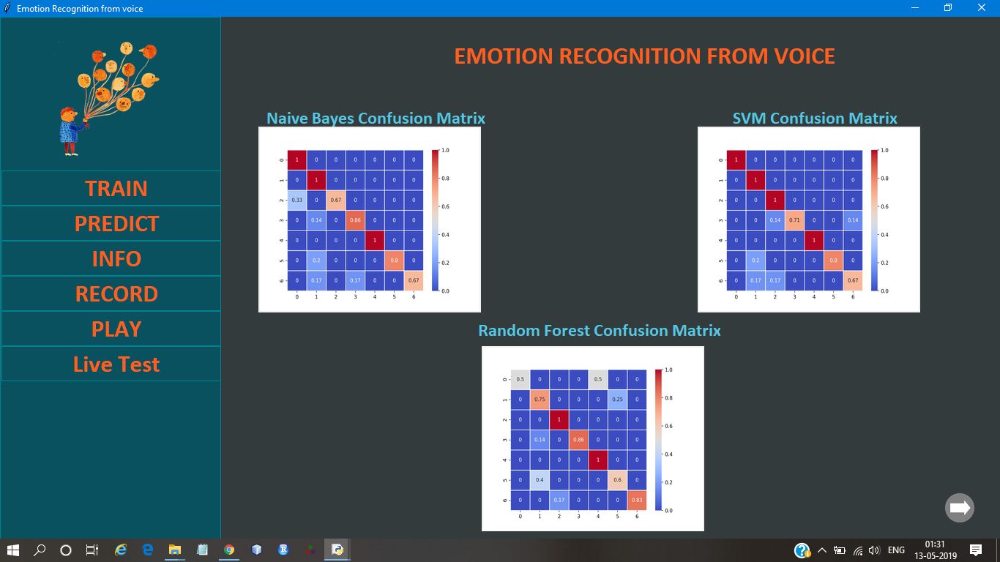 Emotion Recognition from voice
EMOTION RECOGNITION FROM VOICE
TRAIN
PREDICT
INFO
RECORD
PLAY
Live Test
Naive Bayes Confusion Matrix
0 1 0 0 0 0 0 0
1 0 1 0 0 0 0 0
2 0.33 0 0.67 0 0 0 0
3 0 0.14 0 0.86 0 0 0
4 0 0 0 0 1 0 0
5 0 0.2 0 0 0 0.8 0
6 0 0.17 0 0.17 0 0 0.67
0 1 2 3 4 5 6
1.0
0.8
0.6
0.4
0.2
0.0
SVM Confusion Matrix
0 1 0 0 0 0 0 0
1 0 1 0 0 0 0 0
2 0 0 1 0 0 0 0
3 0 0 0.14 0.71 0 0 0.14
4 0 0 0 0 1 0 0
5 0 0.2 0 0 0 0.8 0
6 0 0.17 0.17 0 0 0 0.67
0 1 2 3 4 5 6
1.0
0.8
0.6
0.4
0.2
0.0
Random Forest Confusion Matrix
0 0.5 0 0 0 0.5 0 0
1 0 0.75 0 0 0 0.25 0
2 0 0 1 0 0 0 0
3 0 0.14 0 0.86 0 0 0
4 0 0 0 0 1 0 0
5 0 0.4 0 0 0 0.6 0
6 0 0 0.17 0 0 0 0.83
0 1 2 3 4 5 6
1.0
0.8
0.6
0.4
0.2
0.0
R
ENG
01:31
13-05-2019